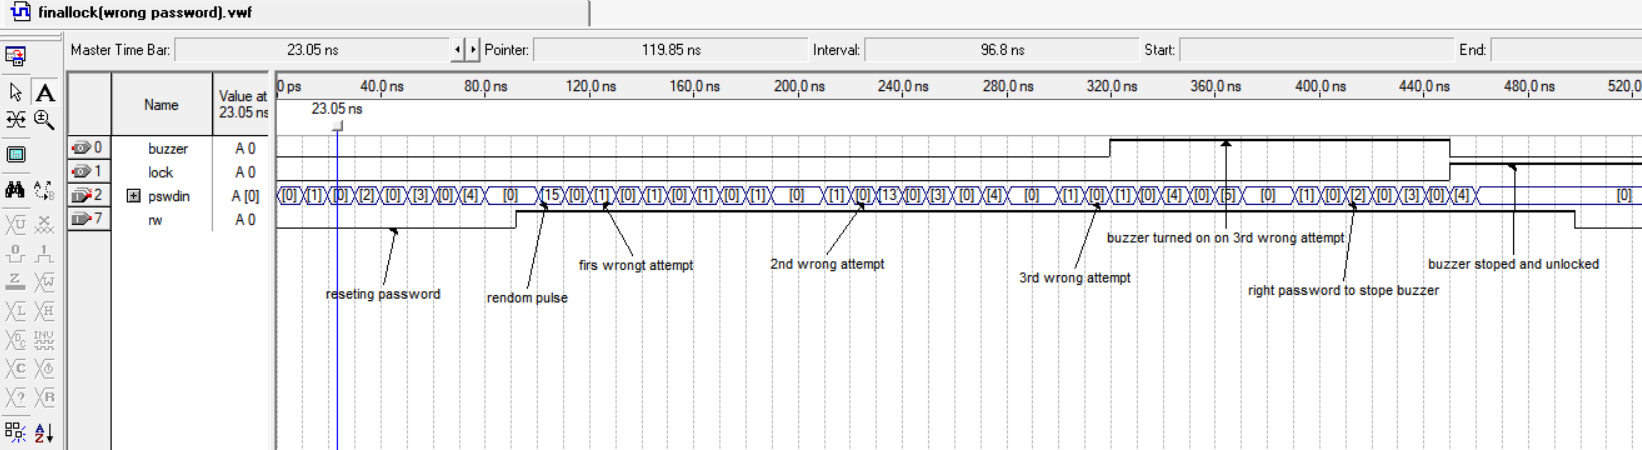 finallock(wrong password).vwf
Master Time Bar: 23.05 ns Pointer: 119.85 ns Interval: 96.8 ns Start: End:
Name Value at 23.05 ns
0 ps 40.0 ns 80.0 ns 120.0 ns 160.0 ns 200.0 ns 240.0 ns 280.0 ns 320.0 ns 360.0 ns 400.0 ns 440.0 ns 480.0 ns 520.0
23.05 ns
0 buzzer A 0
1 lock A 0
2 pswdin A [0] [0] [1] [0] [2] [0] [3] [0] [4] [0] 15 [0] [1] [0] [1] [0] [1] [0] [1] [0] [1] [0] 13 [0] [3] [0] [4] [0] [1] [0] [1] [0] [4] [0] [5] [0] [1] [0] [2] [0] [3] [0] [4] [0]
7 rw A 0
buzzer turned on on 3rd wrong attempt
firs wrongt attempt
2nd wrong attempt
buzzer stoped and unlocked
3rd wrong attempt
reseting password
rendom pulse
right password to stope buzzer